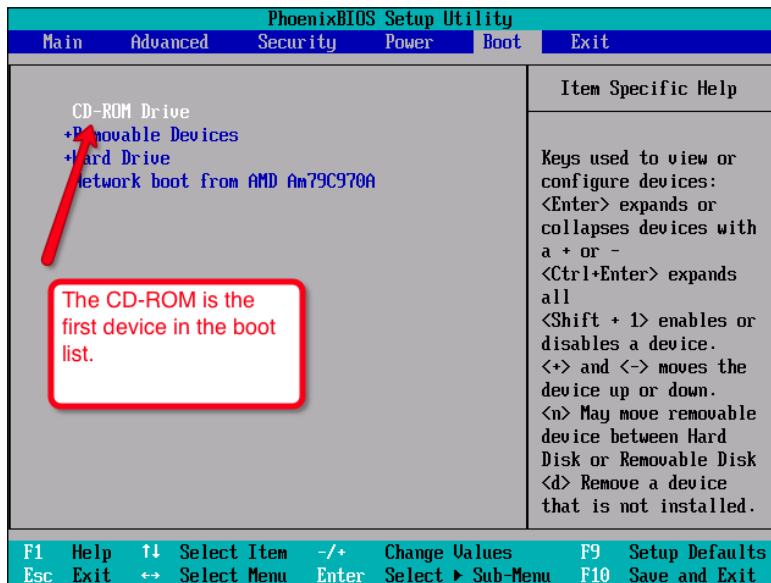 PhoenixBIOS Setup Utility
Main Advanced Security Power Boot Exit
CD-ROM Drive
+Removable Devices
+Hard Drive
Network boot from AMD Am79C970A
The CD-ROM is the
first device in the boot
list.
Item Specific Help
Keys used to view or
configure devices:
<Enter> expands or
collapses devices with
a + or -
<Ctrl+Enter> expands
all
<Shift + 1> enables or
disables a device.
<+> and <-> moves the
device up or down.
<n> May move removable
device between Hard
Disk or Removable Disk
<d> Remove a device
that is not installed.
F1 Help ↑↓ Select Item -/+ Change Values F9 Setup Defaults
Esc Exit ↔ Select Menu Enter Select ▶ Sub-Menu F10 Save and Exit